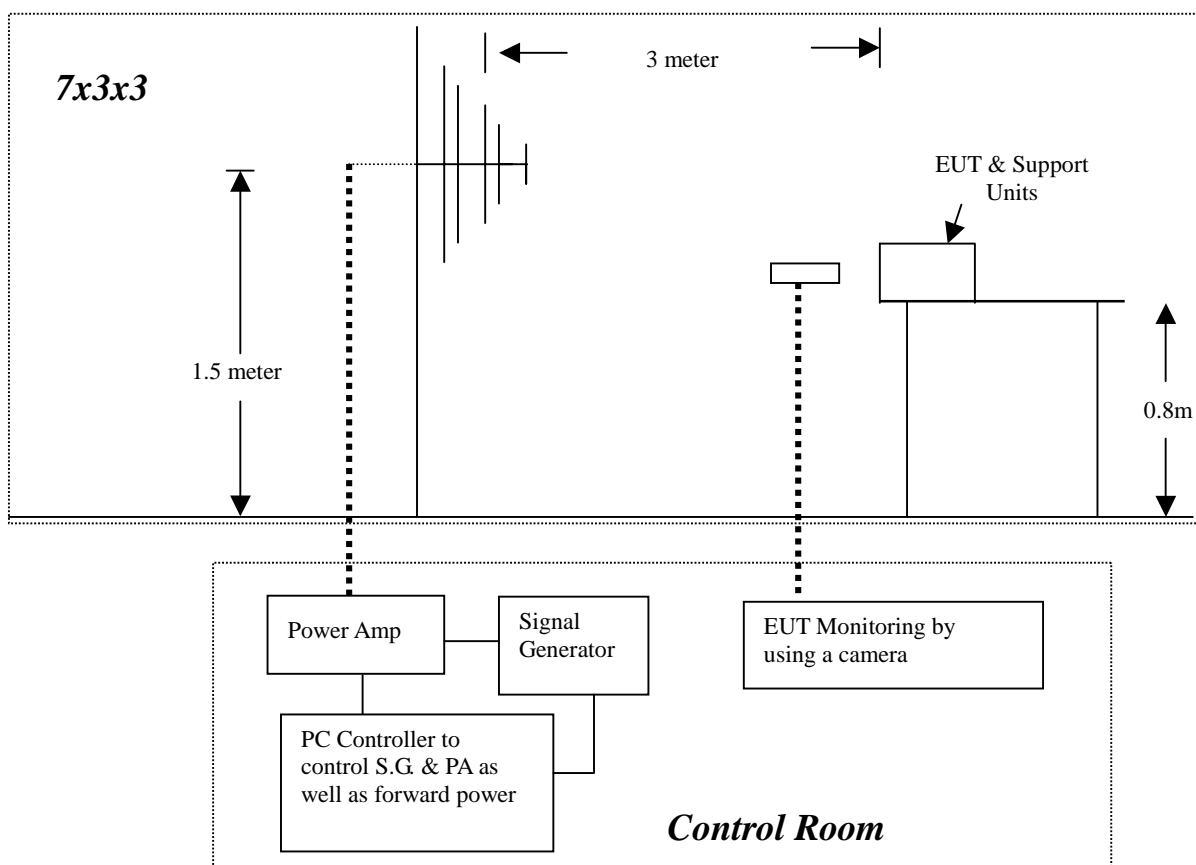 3 meter
7x3x3
EUT & Support
Units
1.5 meter
0.8m
Power Amp
Signal
Generator
EUT Monitoring by
using a camera
PC Controller to
control S.G. & PA as
well as forward power
Control Room